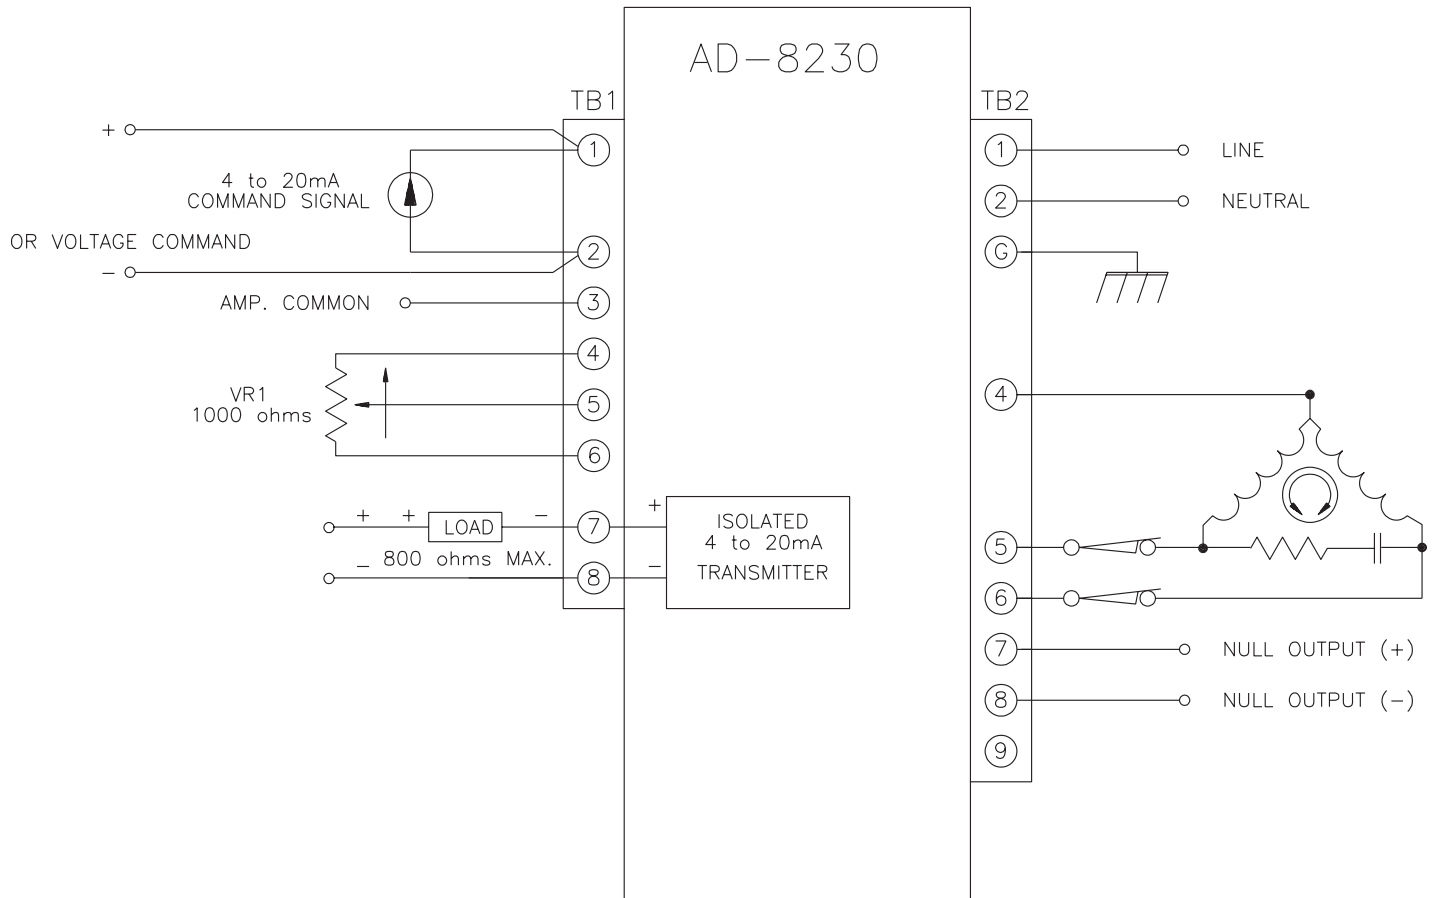 AD-8230
TB1
TB2
+
1
4 to 20mA
COMMAND SIGNAL
OR VOLTAGE COMMAND
2
-
AMP. COMMON
3
4
VR1
1000 ohms
5
6
+ + LOAD - 7 +
- 800 ohms MAX. 8 -
ISOLATED
4 to 20mA
TRANSMITTER
1 LINE
2 NEUTRAL
G
4
5
6
7 NULL OUTPUT (+)
8 NULL OUTPUT (-)
9